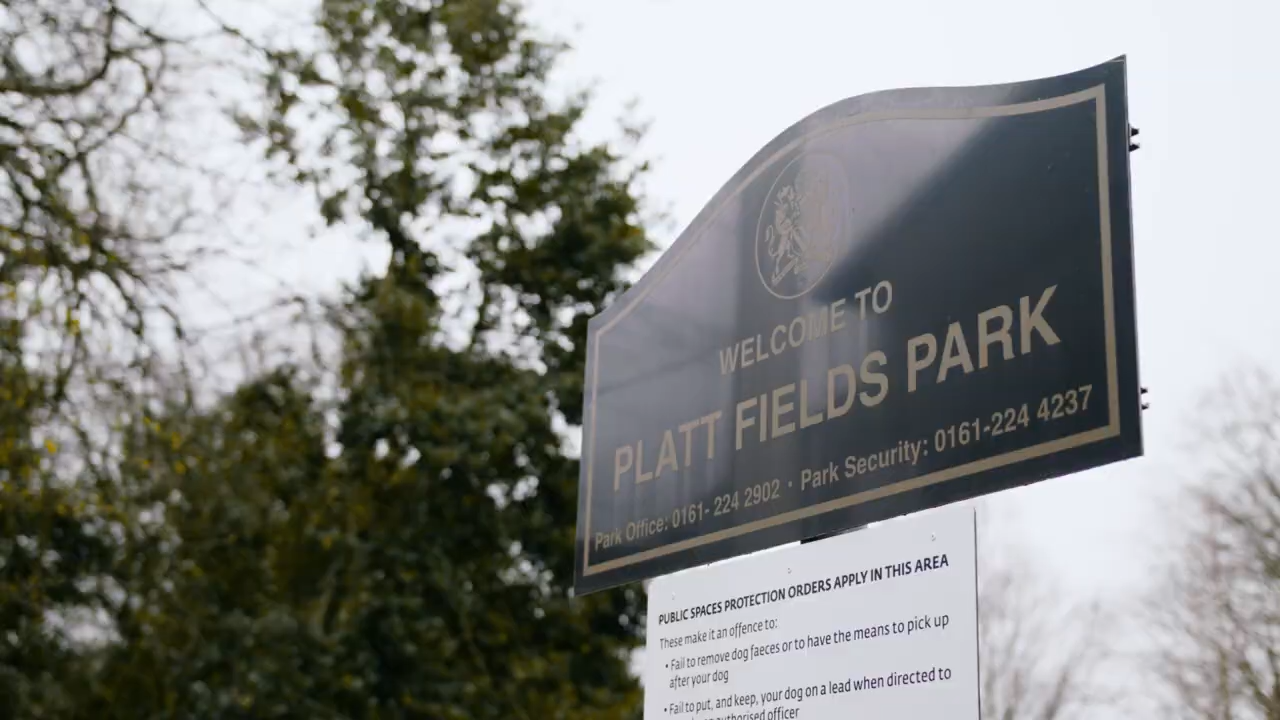 WELCOME TO
PLATT FIELDS PARK
Park Office: 0161- 224 2902 · Park Security: 0161-224 4237
PUBLIC SPACES PROTECTION ORDERS APPLY IN THIS AREA
These make it an offence to:
• Fail to remove dog faeces or to have the means to pick up
after your dog
• Fail to put, and keep, your dog on a lead when directed to
authorised officer